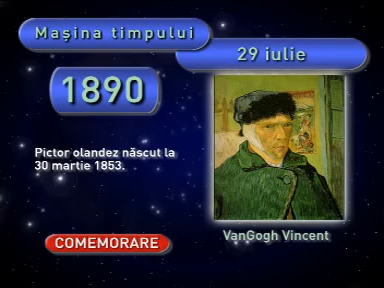 Mașina timpului
29 iulie
1890
Pictor olandez născut la
30 martie 1853.
VanGogh Vincent
COMEMORARE